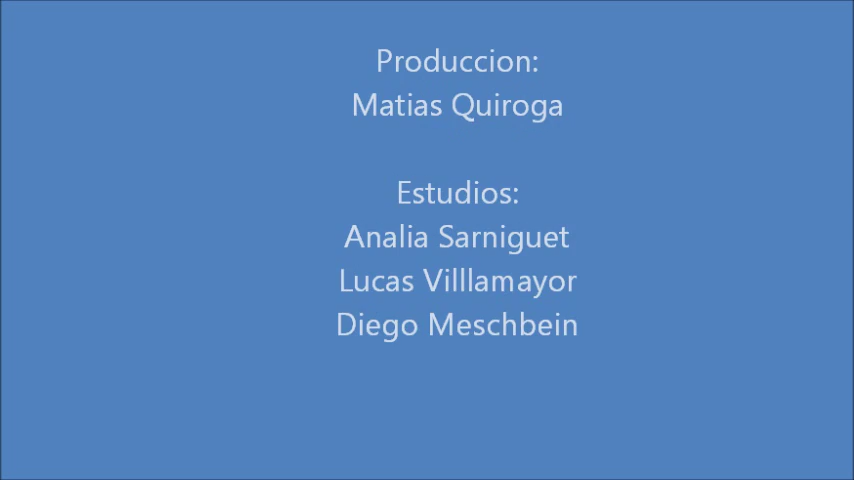 Produccion:
Matias Quiroga
Estudios:
Analia Sarniguet
Lucas Villlamayor
Diego Meschbein